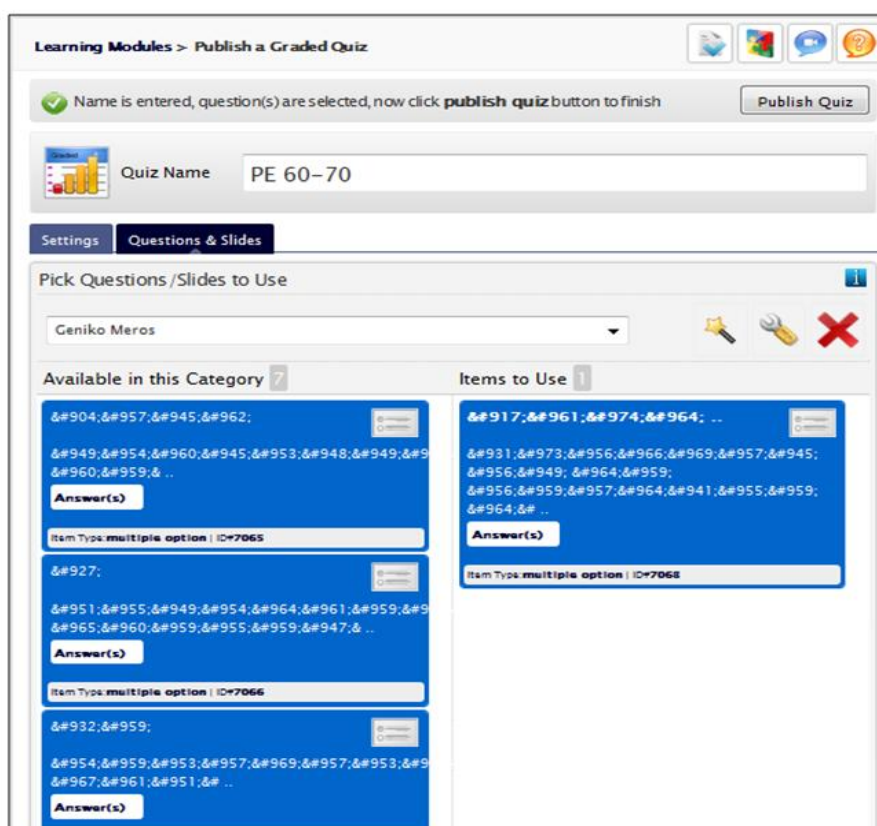 Learning Modules > Publish a Graded Quiz
Name is entered, question(s) are selected, now click publish quiz button to finish
Publish Quiz
Graded
Quiz Name
PE 60-70
Settings
Questions & Slides
Pick Questions/Slides to Use
Geniko Meros
Available in this Category 7
&#904;&#957;&#945;&#962;
&#949;&#954;&#960;&#945;&#953;&#948;&#949;&#9
&#960;&#959;& ..
Answer(s)
Item Type:multiple option | ID#7065
&#927;
&#951;&#955;&#949;&#954;&#964;&#961;&#959;&#9
&#965;&#960;&#959;&#955;&#959;&#947;& ..
Answer(s)
Item Type:multiple option | ID#7066
&#932;&#959;
&#954;&#959;&#953;&#957;&#969;&#957;&#953;&#9
&#967;&#961;&#951;&# ..
Answer(s)
Items to Use 1
&#917;&#961;&#974;&#964; ..
&#931;&#973;&#956;&#966;&#969;&#957;&#945;
&#956;&#949; &#964;&#959;
&#956;&#959;&#957;&#964;&#941;&#955;&#959;
&#964;&# ..
Answer(s)
Item Type:multiple option | ID#7068